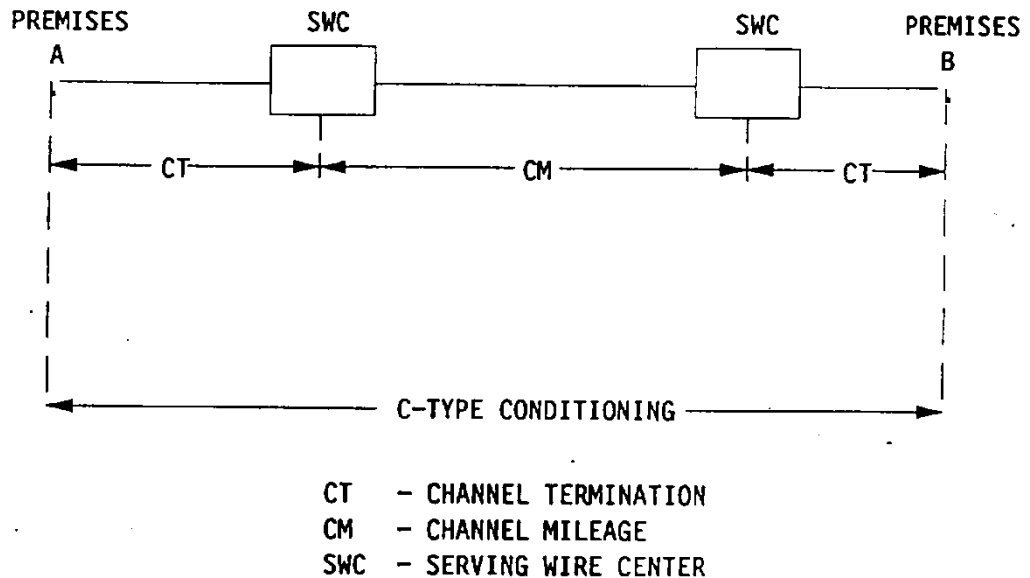 PREMISES SWC SWC PREMISES
A B
CT CM CT
C-TYPE CONDITIONING
CT - CHANNEL TERMINATION
CM - CHANNEL MILEAGE
SWC - SERVING WIRE CENTER